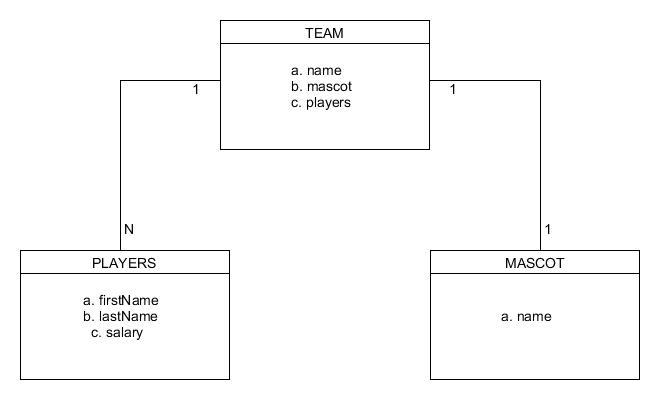 TEAM
a. name
b. mascot
c. players
1
1
N
1
PLAYERS
a. firstName
b. lastName
c. salary
MASCOT
a. name